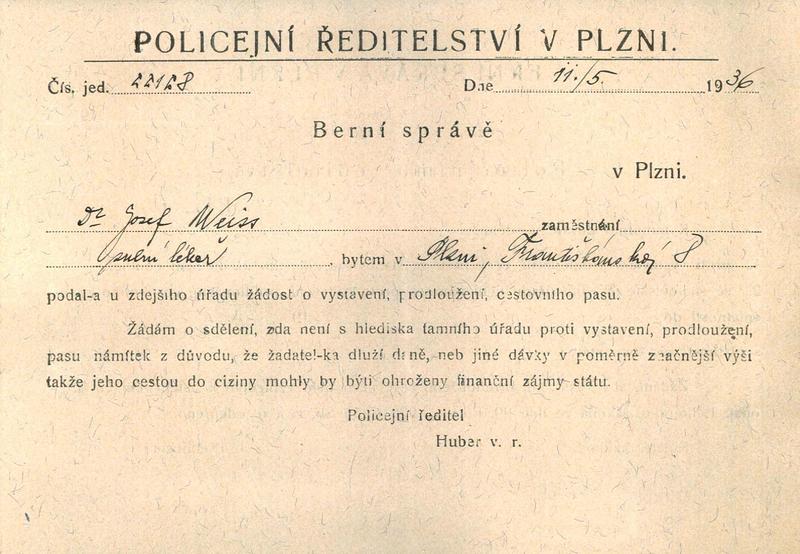 POLICEJNÍ ŘEDITELSTVÍ V PLZNI.
Čís. jed. 22128 Dne 11./5. 1936
Berní správě
v Plzni.
Dr Josef Weiss zaměstnání
lékař bytem v Plzni, Františkánská 8
podal-a u zdejšího úřadu žádost o vystavení, prodloužení, cestovního pasu.
Žádám o sdělení, zda není s hlediska tamního úřadu proti vystavení, prodloužení,
pasu námitek z důvodu, že žadatel-ka dluží daně, neb jiné dávky v poměrně značnější výši
takže jeho cestou do ciziny mohly by býti ohroženy finanční zájmy státu.
Policejní ředitel
Huber v. r.